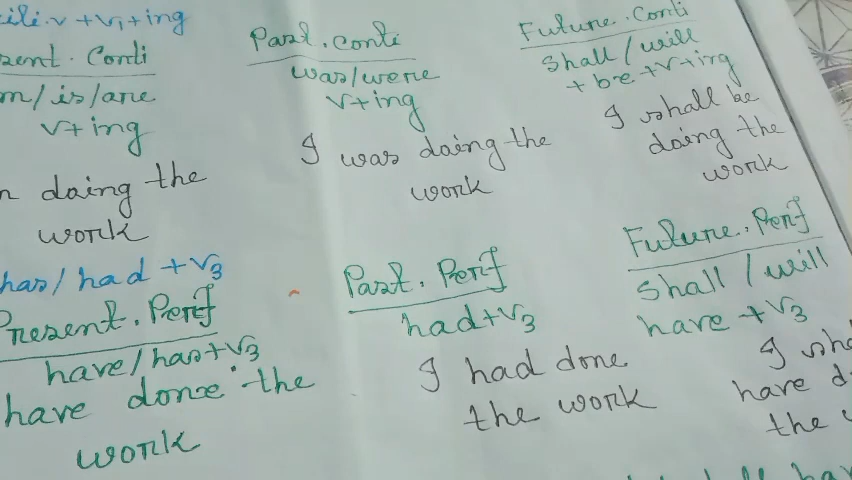 +V1+ing
Conti
is/are
V+ing
doing the
work
Past. Conti
was/were
V+ing
I was doing the
work
Future. Conti
Shall/will
+be+V+ing
I shall be
doing the
work
has/had +V3
Present. Perf
have/has+V3
have done the
work
Past. Perf
had+V3
I had done
the work
Future. Perf
Shall/will
have +V3
I
have
the